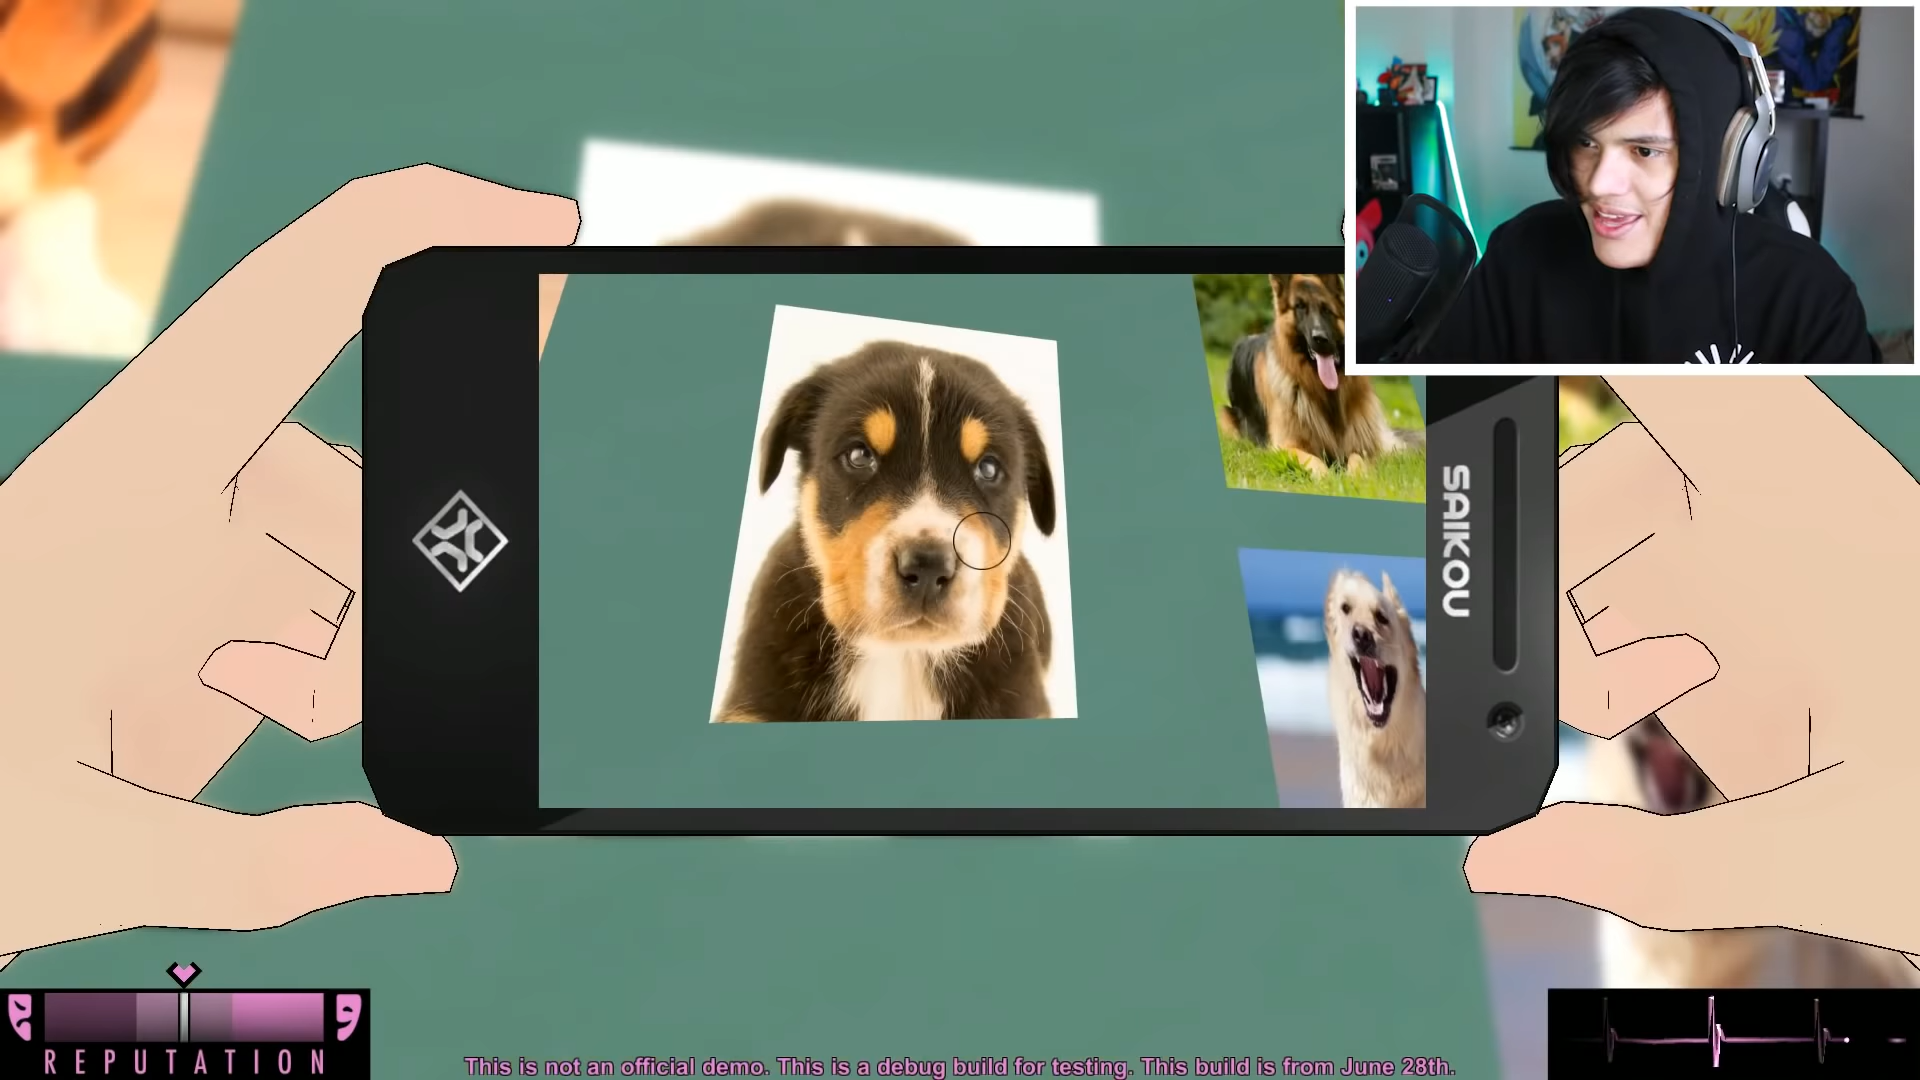 SAIKOU
REPUTATION
This is not an official demo. This is a debug build for testing. This build is from June 28th.